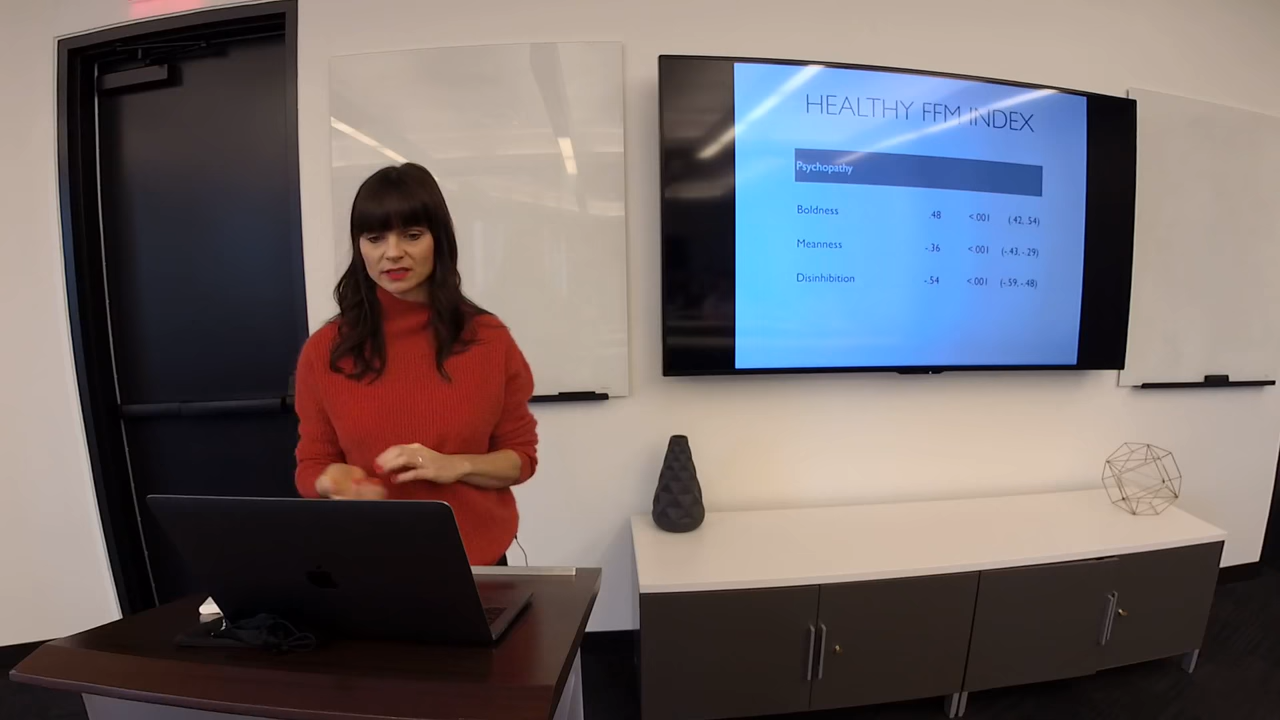 HEALTHY FFM INDEX
Psychopathy
Boldness .48 <.001 (.42, .54)
Meanness -.36 <.001 (-.43, -.29)
Disinhibition -.54 <.001 (-.59, -.48)